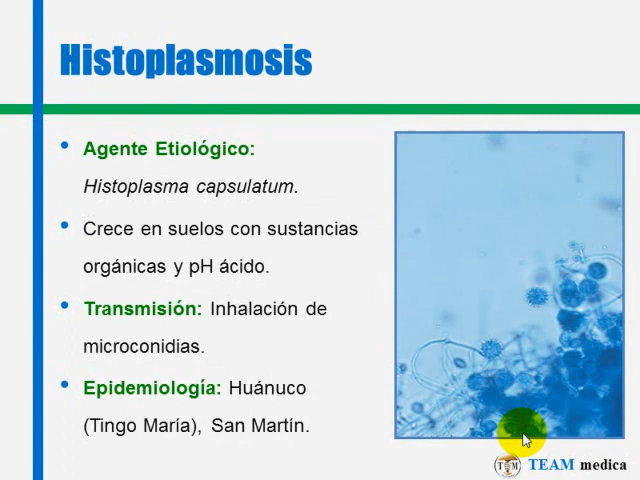 Histoplasmosis
• Agente Etiológico:
Histoplasma capsulatum.
• Crece en suelos con sustancias
orgánicas y pH ácido.
• Transmisión: Inhalación de
microconidias.
• Epidemiología: Huánuco
(Tingo María), San Martín.
TEAM medica